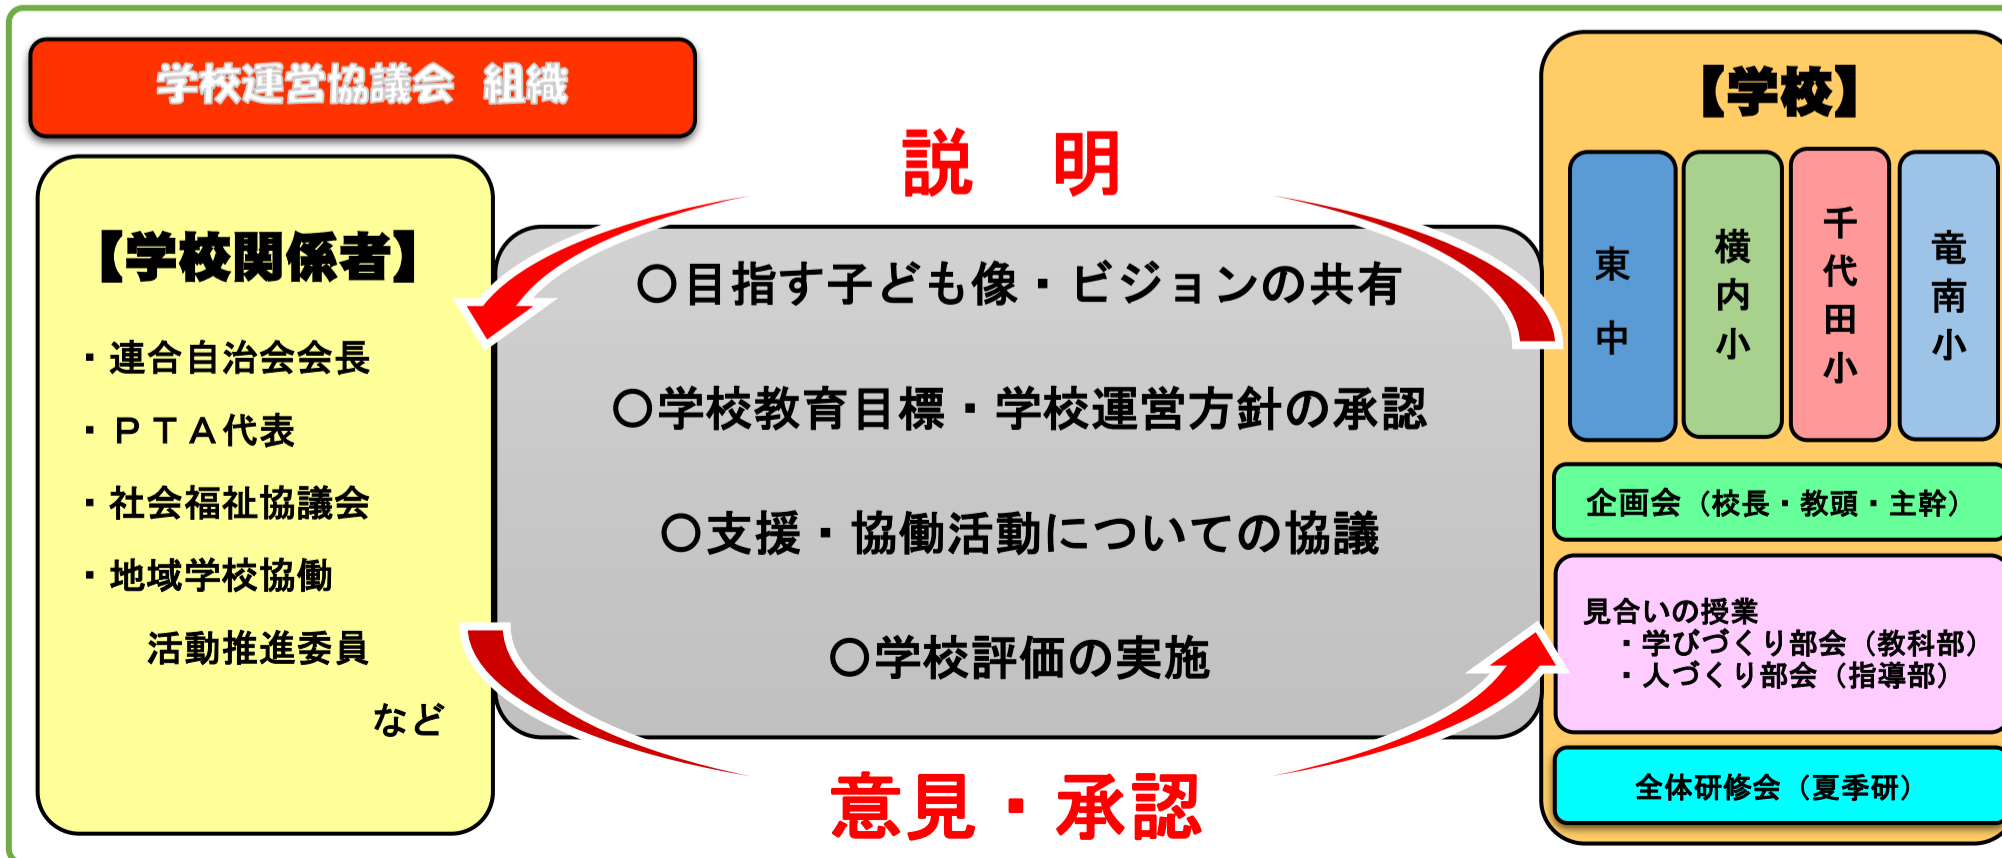 学校運営協議会 組織
【学校関係者】
・連合自治会会長
・ＰＴＡ代表
・社会福祉協議会
・地域学校協働
活動推進委員
など
説 明
〇目指す子ども像・ビジョンの共有
〇学校教育目標・学校運営方針の承認
〇支援・協働活動についての協議
〇学校評価の実施
意見・承認
【学校】
東中
横内小
千代田小
竜南小
企画会（校長・教頭・主幹）
見合いの授業
・学びづくり部会（教科部）
・人づくり部会（指導部）
全体研修会（夏季研）